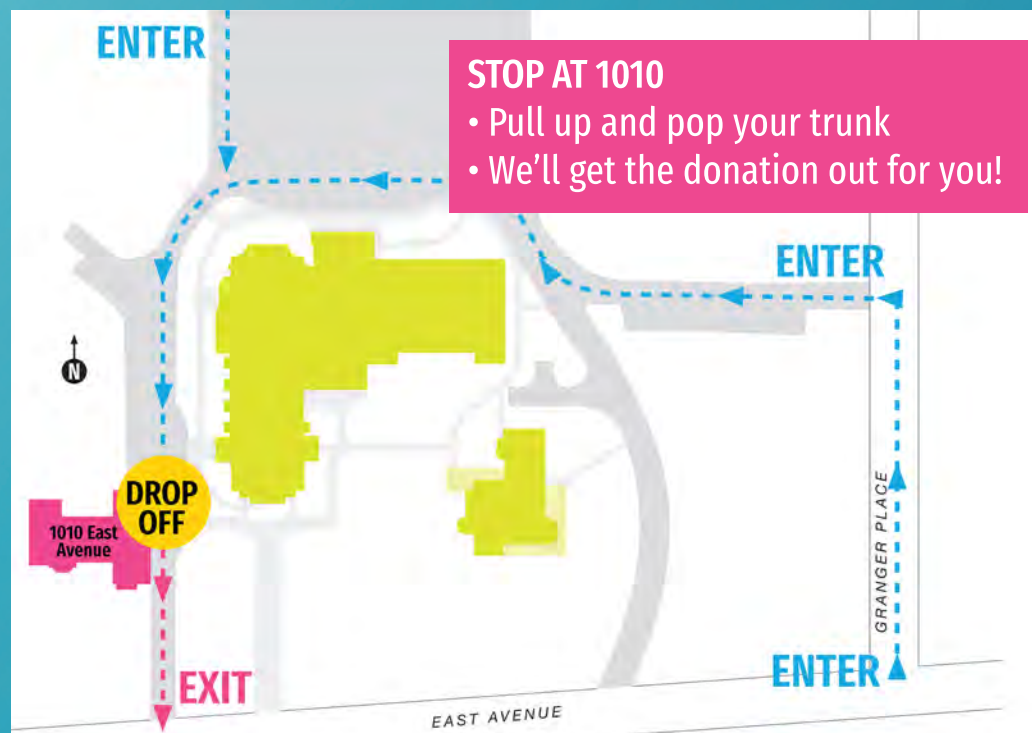 ENTER
STOP AT 1010
• Pull up and pop your trunk
• We'll get the donation out for you!
ENTER
N
DROP
OFF
1010 East
Avenue
GRANGER PLACE
ENTER
EXIT
EAST AVENUE